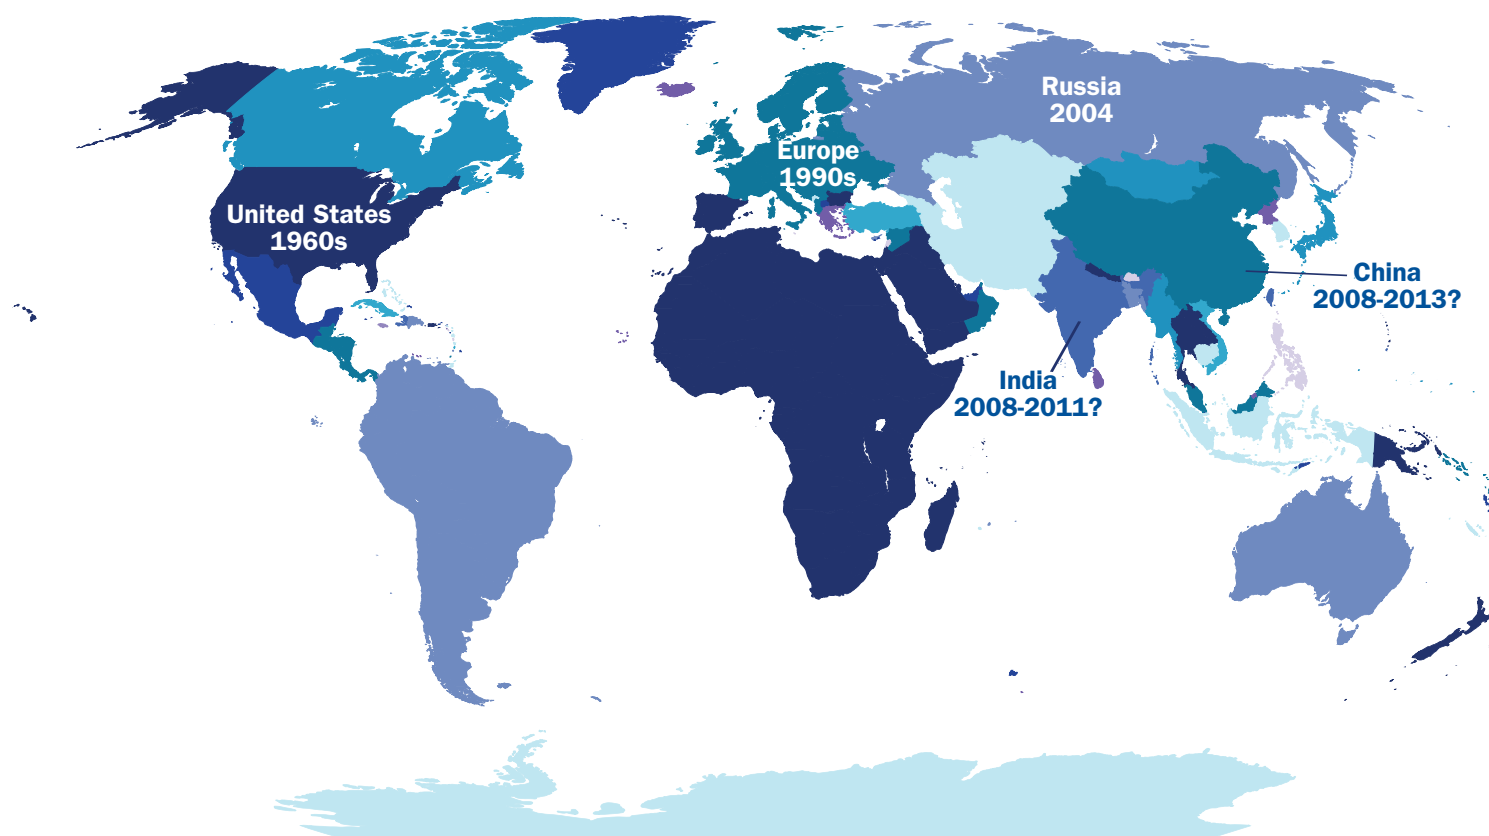 Russia
2004
Europe
1990s
United States
1960s
China
2008-2013?
India
2008-2011?